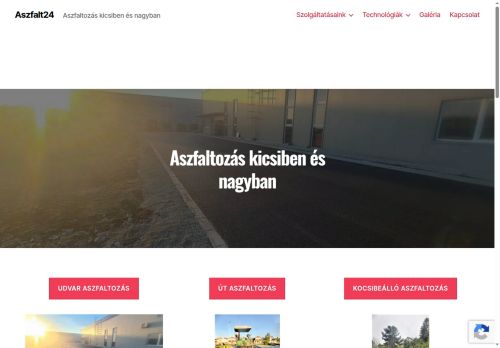 Aszfalt24 Aszfaltozás kicsiben és nagyban Szolgáltatásaink Technológiák Galéria Kapcsolat
Aszfaltozás kicsiben és
nagyban
UDVAR ASZFALTOZÁS ÚT ASZFALTOZÁS KOCSIBEÁLLÓ ASZFALTOZÁS